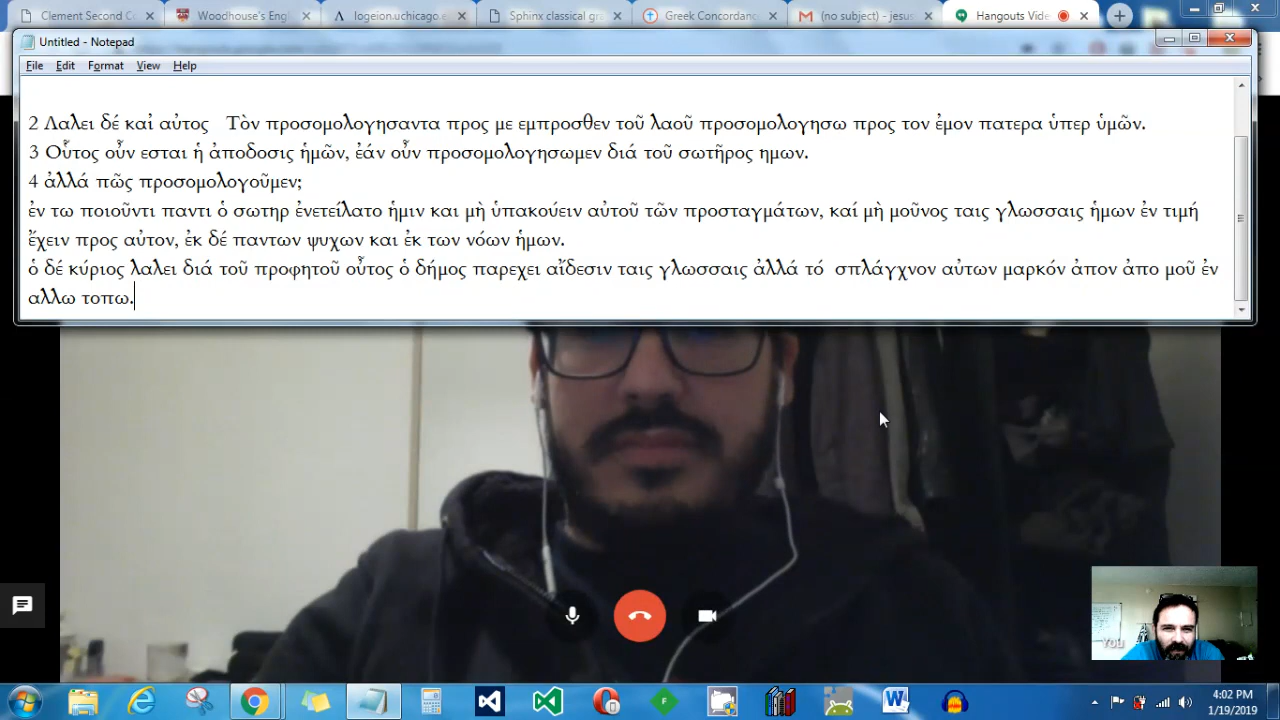 Clement Second Co
Woodhouse's Engl
logeion.uchicago.e
Sphinx classical gra
Greek Concordanc
(no subject) - jesus
Hangouts Vide
Untitled - Notepad
File Edit Format View Help
2 Λαλει δέ καἰ αὐτος Τὸν προσομολογησαντα προς με εμπροσθεν τοῦ λαοῦ προσομολογησω προς τον ἐμον πατερα ὑπερ ὑμῶν.
3 Οὗτος οὖν εσται ἡ ἀποδοσις ἡμῶν, ἐάν οὖν προσομολογησωμεν διά τοῦ σωτῆρος ημων.
4 ἀλλά πῶς προσομολογοῦμεν;
ἐν τω ποιοῦντι παντι ὁ σωτηρ ἐνετείλατο ἡμιν και μὴ ὑπακούειν αὐτοῦ τῶν προσταγμάτων, καί μὴ μοῦνος ταις γλωσσαις ἡμων ἐν τιμή
ἔχειν προς αὐτον, ἐκ δέ παντων ψυχων και ἐκ των νόων ἡμων.
ὁ δέ κύριος λαλει διά τοῦ προφητοῦ οὗτος ὁ δήμος παρεχει αἴδεσιν ταις γλωσσαις ἀλλά τό σπλάγχνον αὐτων μαρκόν ἀπον ἀπο μοῦ ἐν
αλλω τοπω.
You
4:02 PM
1/19/2019